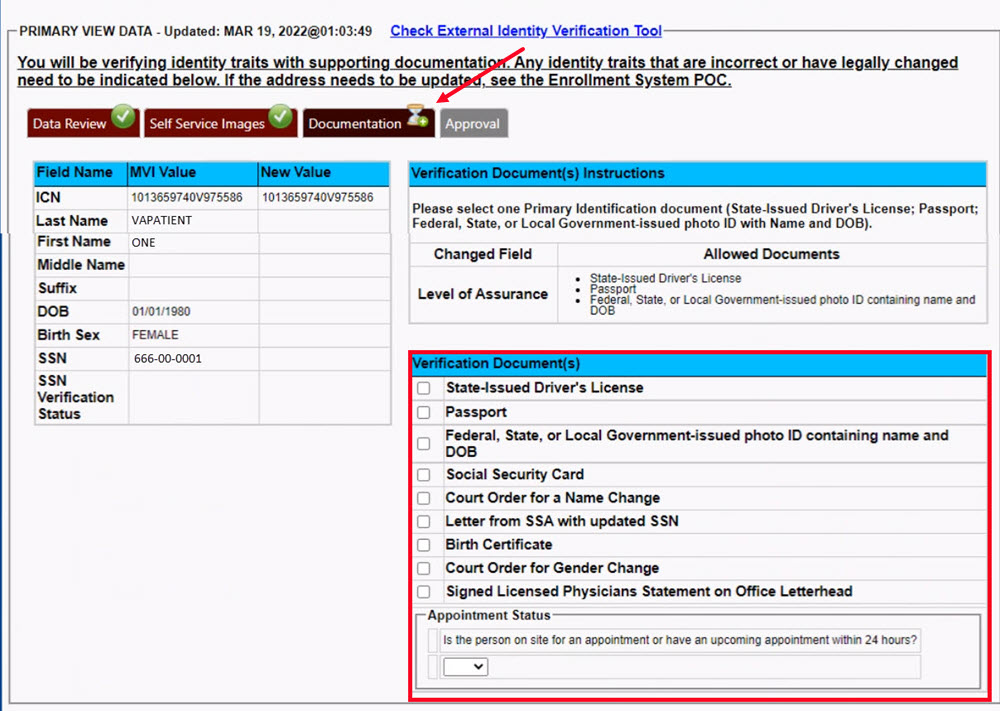 PRIMARY VIEW DATA - Updated: MAR 19, 2022@01:03:49 Check External Identity Verification Tool
You will be verifying identity traits with supporting documentation. Any identity traits that are incorrect or have legally changed
need to be indicated below. If the address needs to be updated, see the Enrollment System POC.
Data Review Self Service Images Documentation Approval
Field Name MVI Value New Value
ICN 1013659740V975586 1013659740V975586
Last Name VAPATIENT
First Name ONE
Middle Name
Suffix
DOB 01/01/1980
Birth Sex FEMALE
SSN 666-00-0001
SSN
Verification
Status
Verification Document(s) Instructions
Please select one Primary Identification document (State-Issued Driver's License; Passport;
Federal, State, or Local Government-issued photo ID with Name and DOB).
Changed Field Allowed Documents
Level of Assurance
State-Issued Driver's License
Passport
Federal, State, or Local Government-issued photo ID containing name and
DOB
Verification Document(s)
State-Issued Driver's License
Passport
Federal, State, or Local Government-issued photo ID containing name and
DOB
Social Security Card
Court Order for a Name Change
Letter from SSA with updated SSN
Birth Certificate
Court Order for Gender Change
Signed Licensed Physicians Statement on Office Letterhead
Appointment Status
Is the person on site for an appointment or have an upcoming appointment within 24 hours?